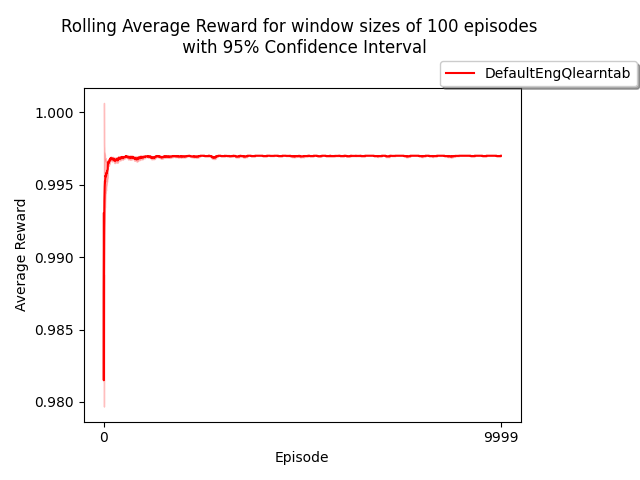 Rolling Average Reward for window sizes of 100 episodes
with 95% Confidence Interval
DefaultEngQlearntab
1.000
0.995
0.990
0.985
0.980
Average Reward
0
9999
Episode